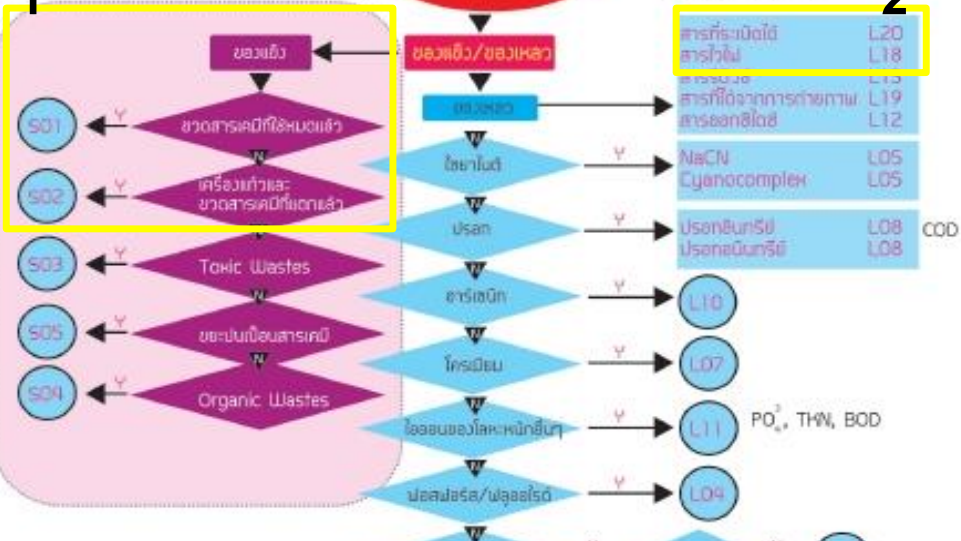 1
2
ของแข็ง
ของแข็ง/ของเหลว
สารที่ระเบิดได้ L20
สารไวไฟ L18
L13
สารที่ได้จากการถ่ายภาพ L19
สารออกซิไดส์ L12
ของเหลว
S01
Y
ขวดสารเคมีที่ใช้หมดแล้ว
N
S02
Y
เครื่องแก้วและ
ขวดสารเคมีที่แตกแล้ว
N
S03
Y
Toxic Wastes
N
S05
Y
ขยะปนเปื้อนสารเคมี
N
S04
Y
Organic Wastes
N
ไซยาไนด์
Y
NaCN L05
Cyanocomplex L05
N
ปรอท
Y
ปรอทอินทรีย์ L08
ปรอทอนินทรีย์ L08
COD
N
อาร์เซนิก
Y
L10
N
โครเมียม
Y
L07
N
ไอออนของโลหะหนักอื่นๆ
Y
L11
PO₄³, TKN, BOD
N
ฟอสฟอรัส/ฟลูออไรด์
Y
L04
N